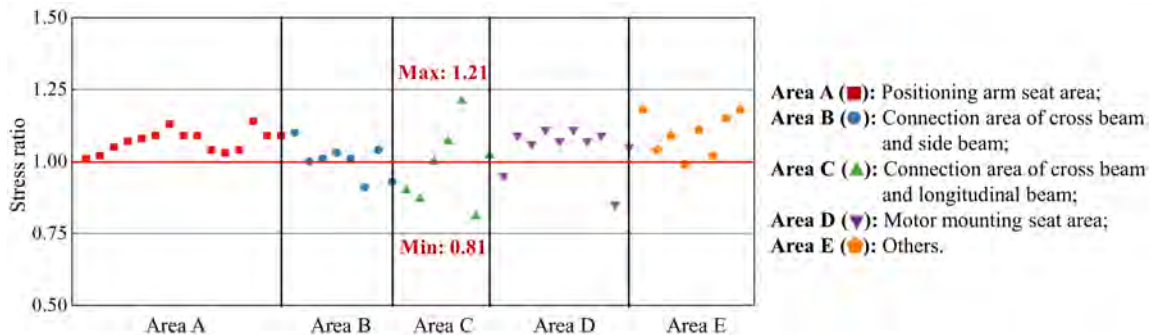 1.50
1.25
1.00
0.75
0.50
Stress ratio
Max: 1.21
Min: 0.81
Area A
Area B
Area C
Area D
Area E
Area A (■): Positioning arm seat area;
Area B (●): Connection area of cross beam
and side beam;
Area C (▲): Connection area of cross beam
and longitudinal beam;
Area D (▼): Motor mounting seat area;
Area E (⬟): Others.